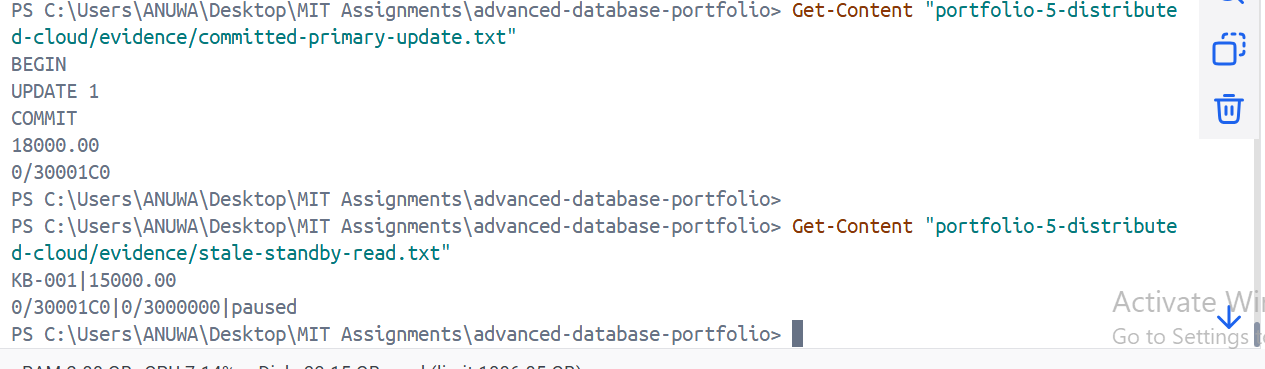 PS C:\Users\ANUWA\Desktop\MIT Assignments\advanced-database-portfolio> Get-Content "portfolio-5-distribute
d-cloud/evidence/committed-primary-update.txt"
BEGIN
UPDATE 1
COMMIT
18000.00
0/30001C0
PS C:\Users\ANUWA\Desktop\MIT Assignments\advanced-database-portfolio>
PS C:\Users\ANUWA\Desktop\MIT Assignments\advanced-database-portfolio> Get-Content "portfolio-5-distribute
d-cloud/evidence/stale-standby-read.txt"
KB-001|15000.00
0/30001C0|0/3000000|paused
Activate
Go to Settings
PS C:\Users\ANUWA\Desktop\MIT Assignments\advanced-database-portfolio>